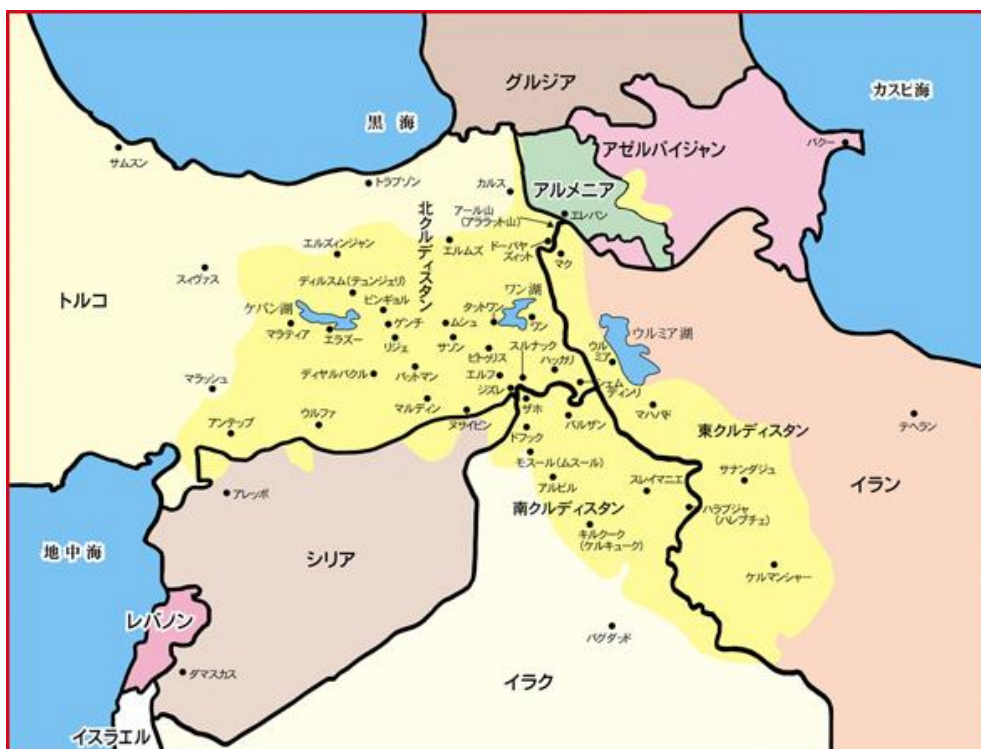 グルジア
カスピ海
黒海
アゼルバイジャン
バクー
サムスン
トラブゾン
カルス
アルメニア
エレバン
アール山
(アララット山)
北クルディスタン
エルズィンジャン
エルムズ
ドーバヤ
ズィット
マク
スィヴァス
ディルスム(テュンジェリ)
トルコ
ビンギョル
ワン湖
ケバン湖
タットワン
ゲンチ
ムシュ
ワン
マラティア
エラズー
ウルミア湖
リジェ
サゾン
スルナック
ビトゥリス
ハッカリ
ウル
ミア
マラッシュ
ディヤルバクル
バットマン
エルフ
シェム
ディンリ
ジズレ
アンテップ
ウルファ
マルディン
ヌサイビン
ザホ
バルザン
マハバド
テヘラン
ドフック
東クルディスタン
モスール(ムスール)
サナンダジュ
アレッポ
アルビル
スレイマニエ
イラン
南クルディスタン
ハラブジャ
(ハレプチェ)
キルクーク
(ケルキューク)
地中海
シリア
ケルマンシャー
レバノン
バグダッド
ダマスカス
イラク
イスラエル